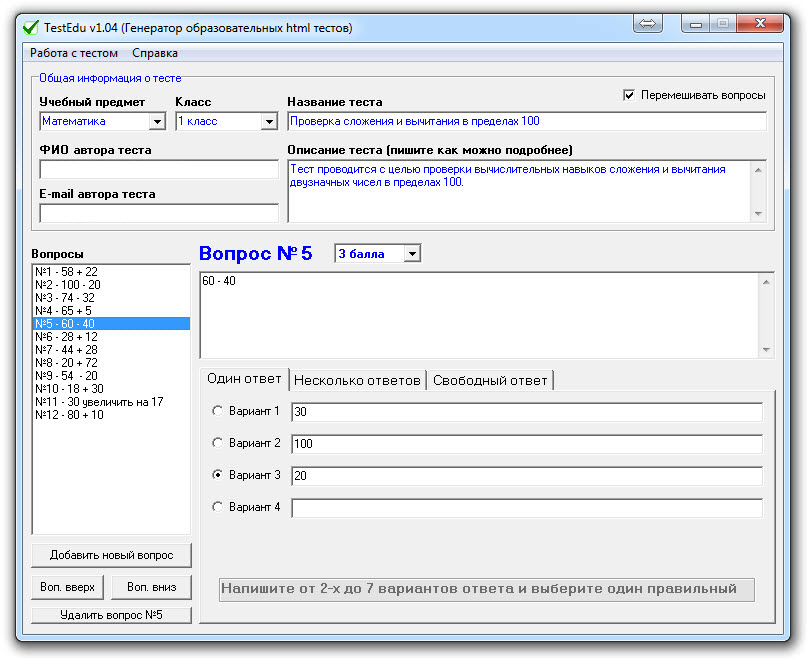 TestEdu v1.04 (Генератор образовательных html тестов)
Работа с тестом Справка
Общая информация о тесте
Учебный предмет Класс Название теста Перемешивать вопросы
Математика 1 класс Проверка сложения и вычитания в пределах 100
ФИО автора теста Описание теста (пишите как можно подробнее)
Тест проводится с целью проверки вычислительных навыков сложения и вычитания
двузначных чисел в пределах 100.
E-mail автора теста
Вопросы
№1 - 58 + 22
№2 - 100 - 20
№3 - 74 - 32
№4 - 65 + 5
№5 - 60 - 40
№6 - 28 + 12
№7 - 44 + 28
№8 - 20 + 72
№9 - 54  - 20
№10 - 18 + 30
№11 - 30 увеличить на 17
№12 - 80 + 10
Добавить новый вопрос
Воп. вверх Воп. вниз
Удалить вопрос №5
Вопрос № 5 3 балла
60 - 40
Один ответ Несколько ответов Свободный ответ
Вариант 1 30
Вариант 2 100
Вариант 3 20
Вариант 4
Напишите от 2-х до 7 вариантов ответа и выберите один правильный